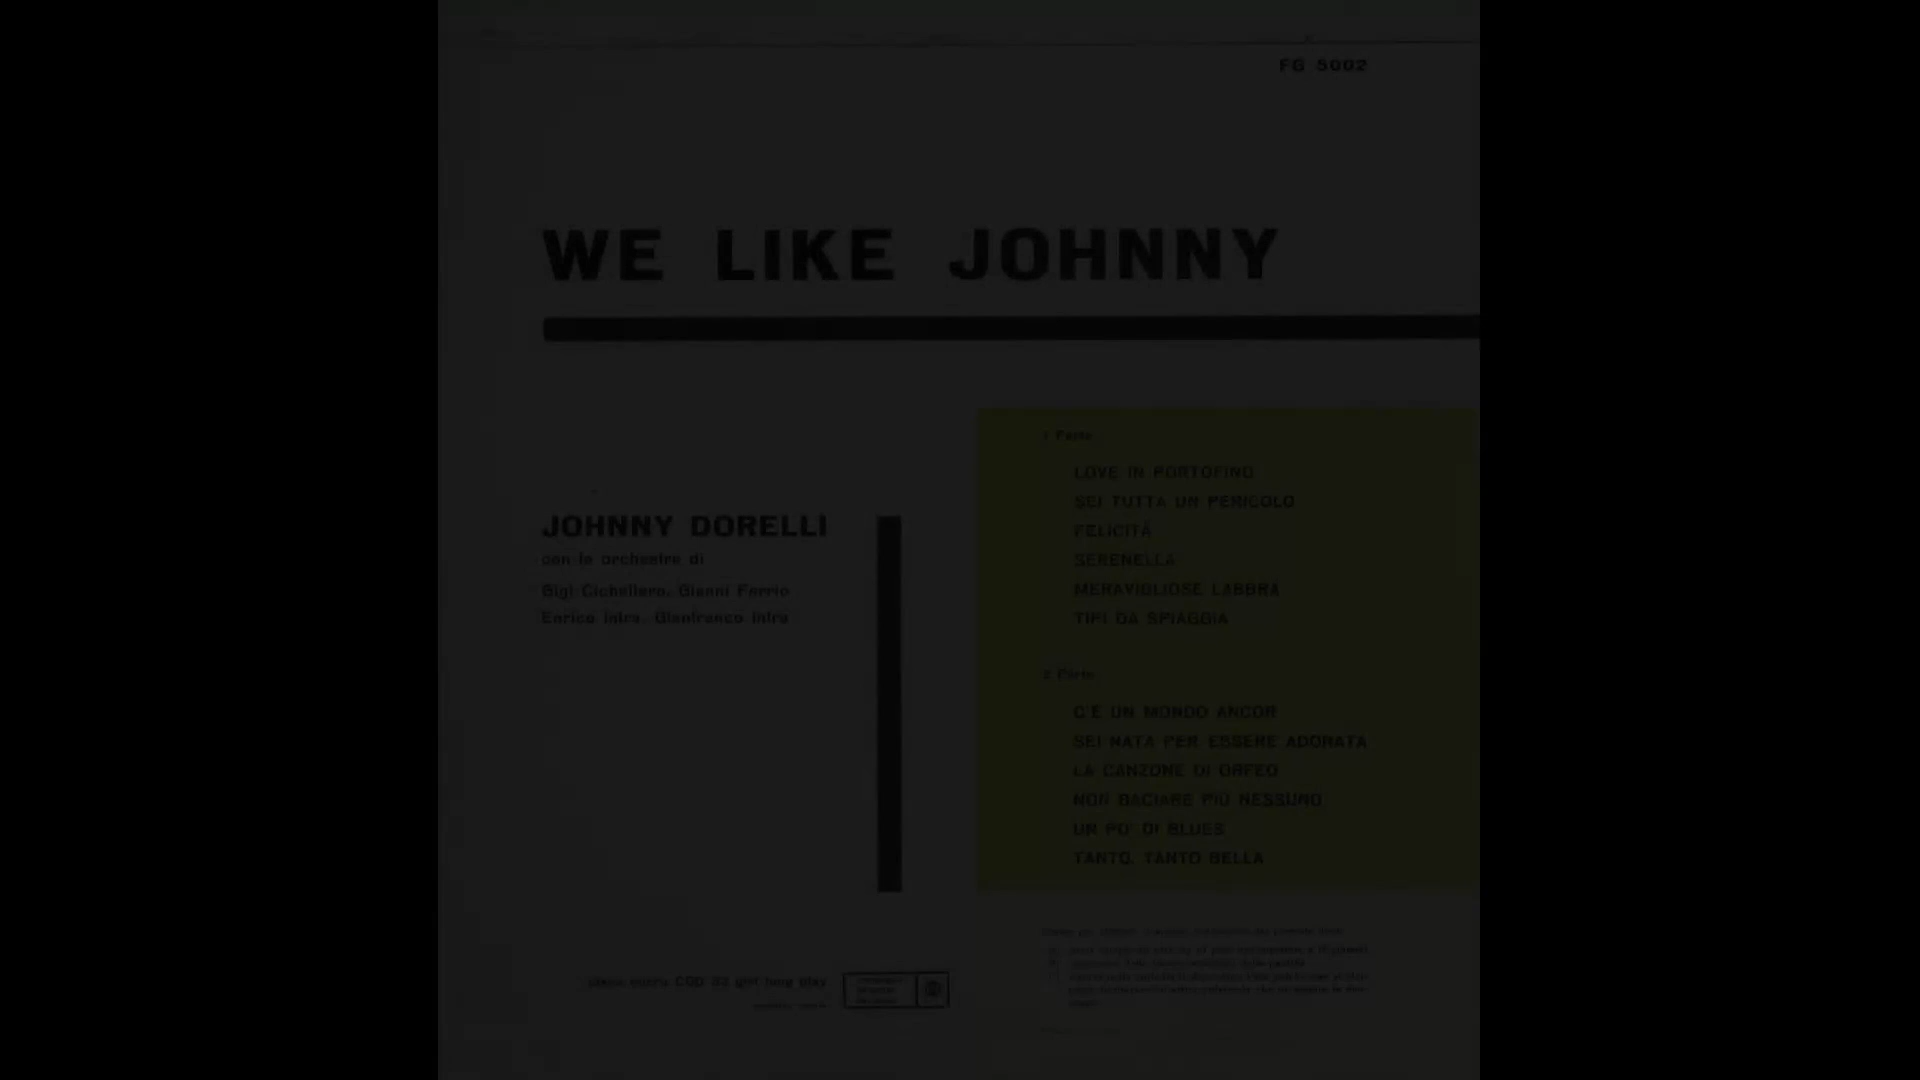 FG 5002
WE LIKE JOHNNY
JOHNNY DORELLI
con le orchestre di
Gigi Cichellero, Gianni Ferrio
Enrico Intra, Gianfranco Intra
1 Parte
LOVE IN PORTOFINO
SEI TUTTA UN PERICOLO
FELICITÀ
SERENELLA
MERAVIGLIOSE LABBRA
TIPI DA SPIAGGIA
2 Parte
C'È UN MONDO ANCOR
SEI NATA PER ESSERE ADORATA
LA CANZONE DI ORFEO
NON BACIARE PIÙ NESSUNO
UN PO' DI BLUES
TANTO, TANTO BELLA
CGD 33 giri long play